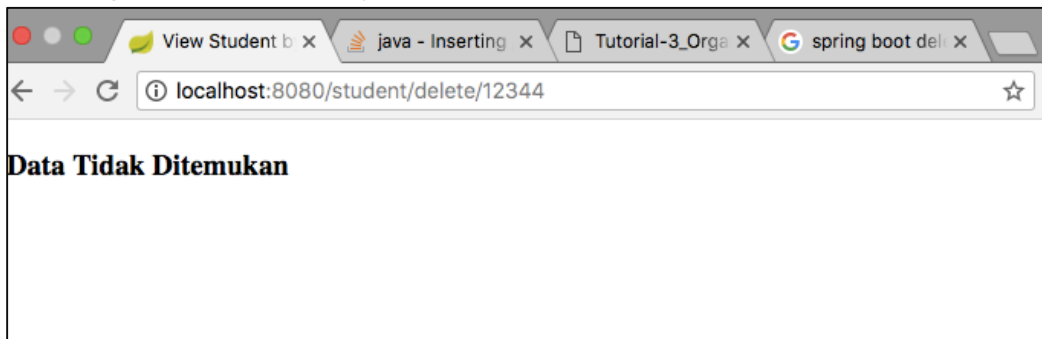 View Student b java - Inserting Tutorial-3_Orga spring boot del
localhost:8080/student/delete/12344
Data Tidak Ditemukan